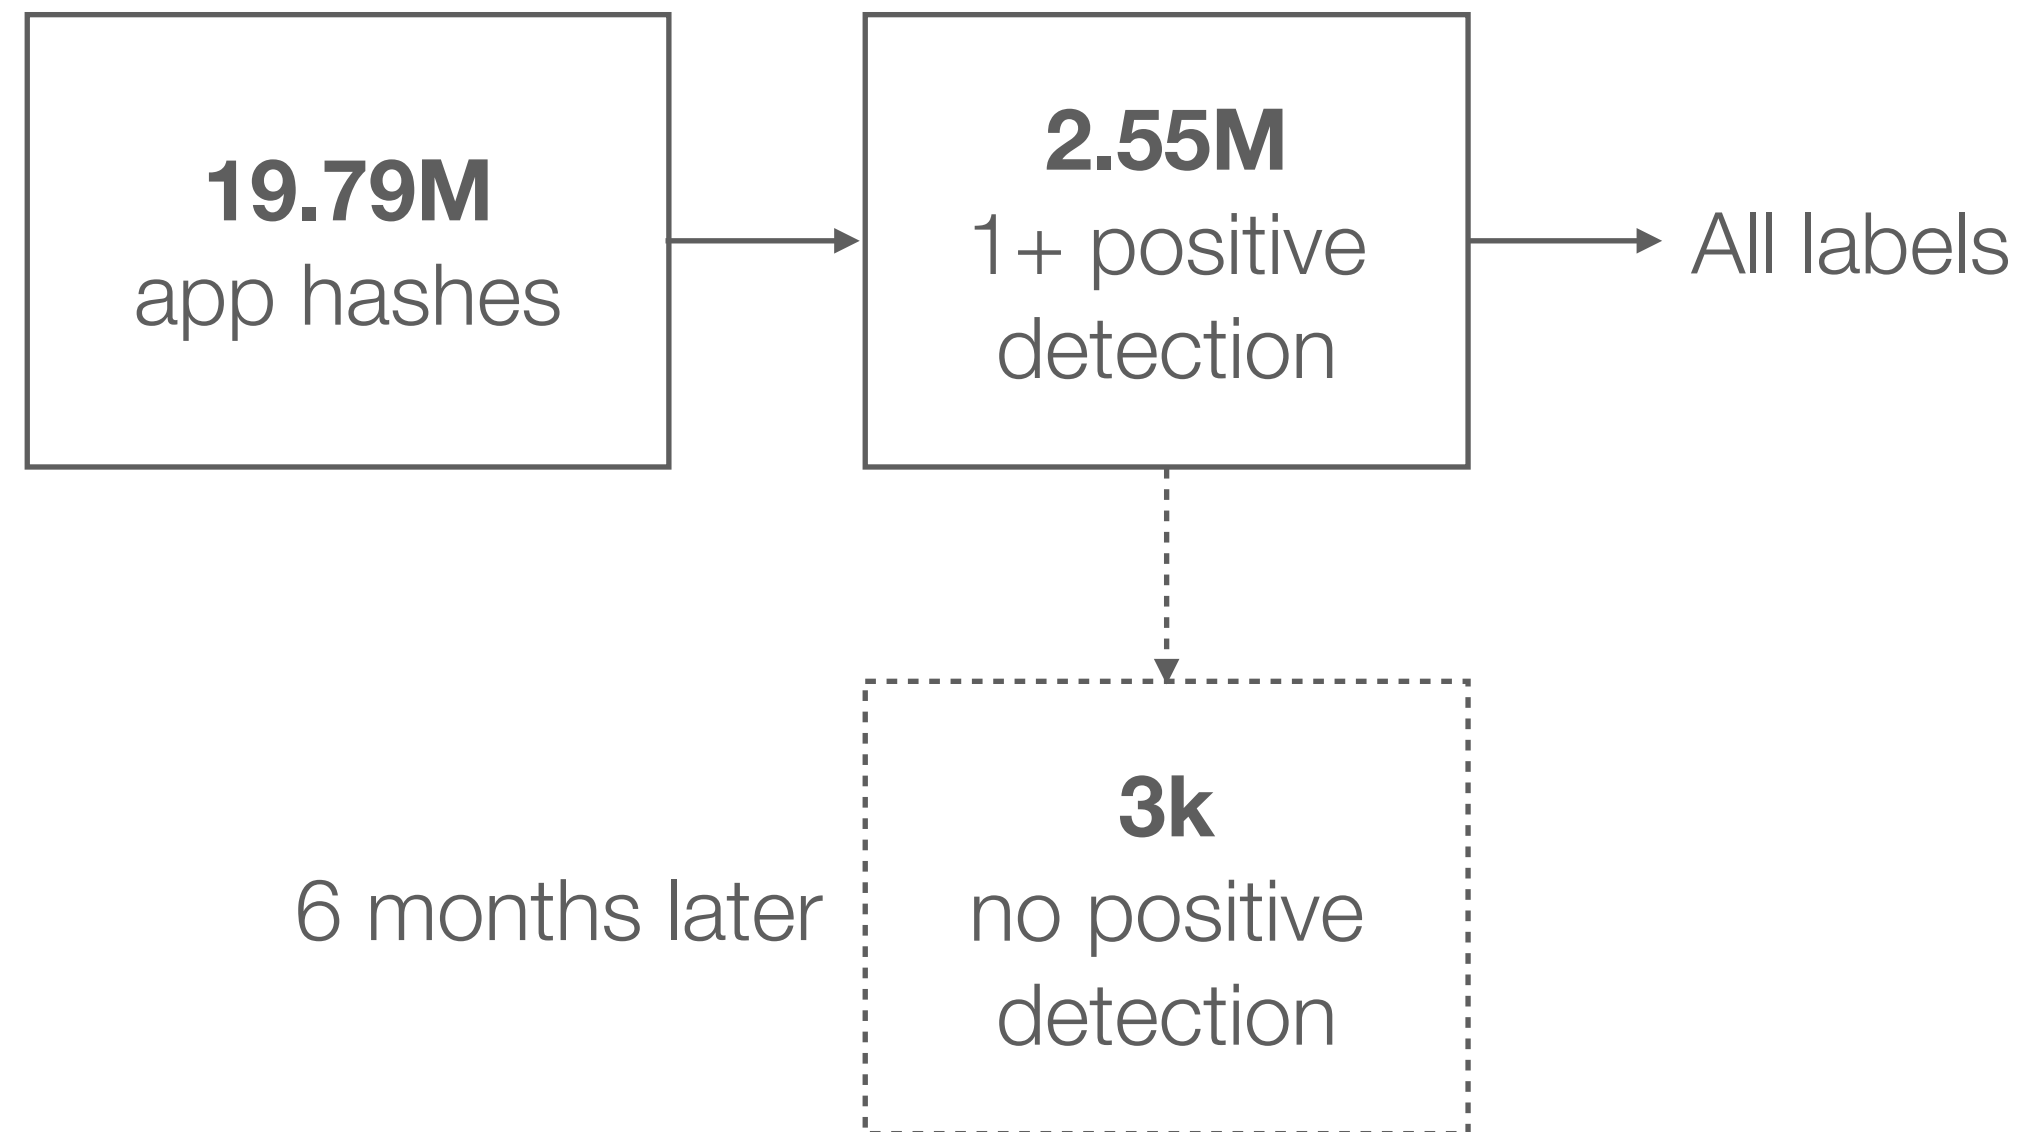 19.79M
app hashes
2.55M
1+ positive
detection
All labels
6 months later
3k
no positive
detection